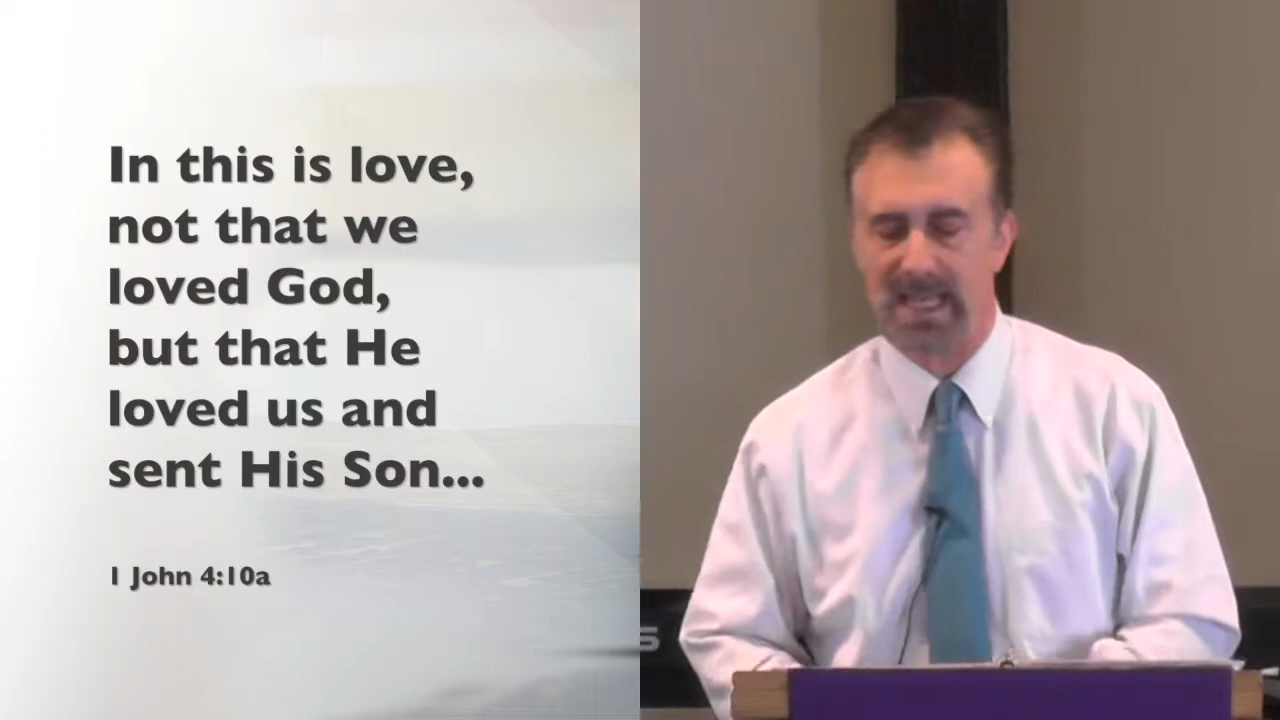 In this is love,
not that we
loved God,
but that He
loved us and
sent His Son...
1 John 4:10a